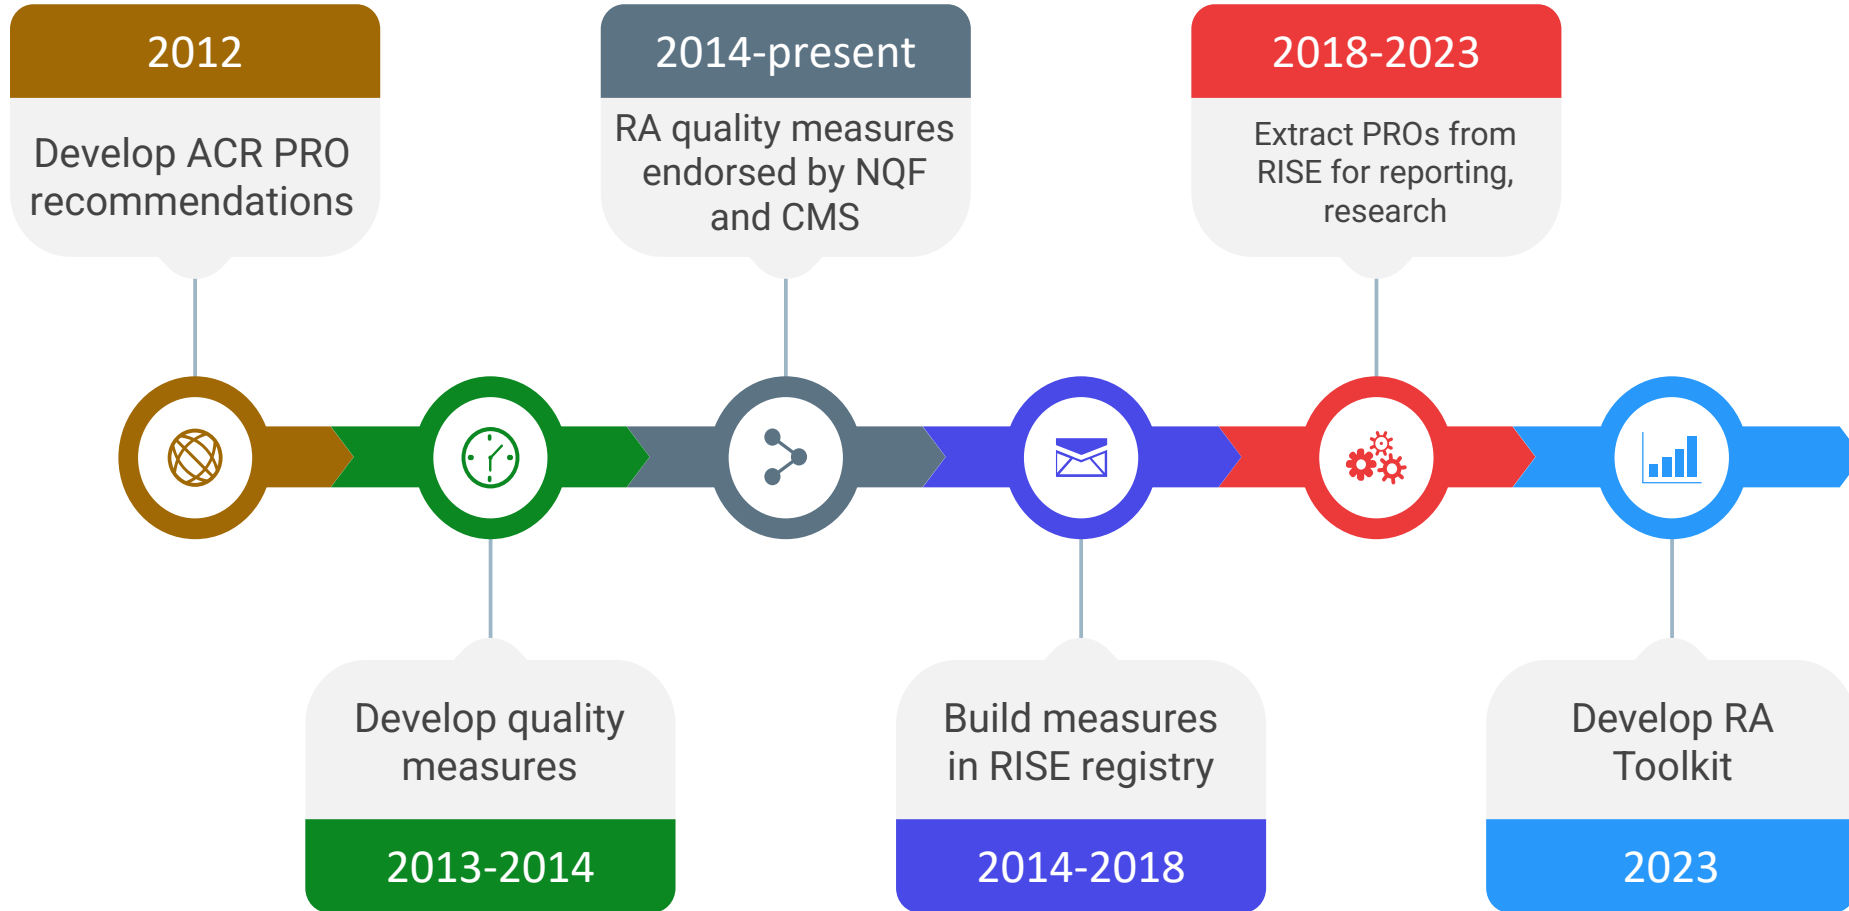 2012
Develop ACR PRO
recommendations
2013-2014
Develop quality
measures
2014-present
RA quality measures
endorsed by NQF
and CMS
2014-2018
Build measures
in RISE registry
2018-2023
Extract PROs from
RISE for reporting,
research
2023
Develop RA
Toolkit